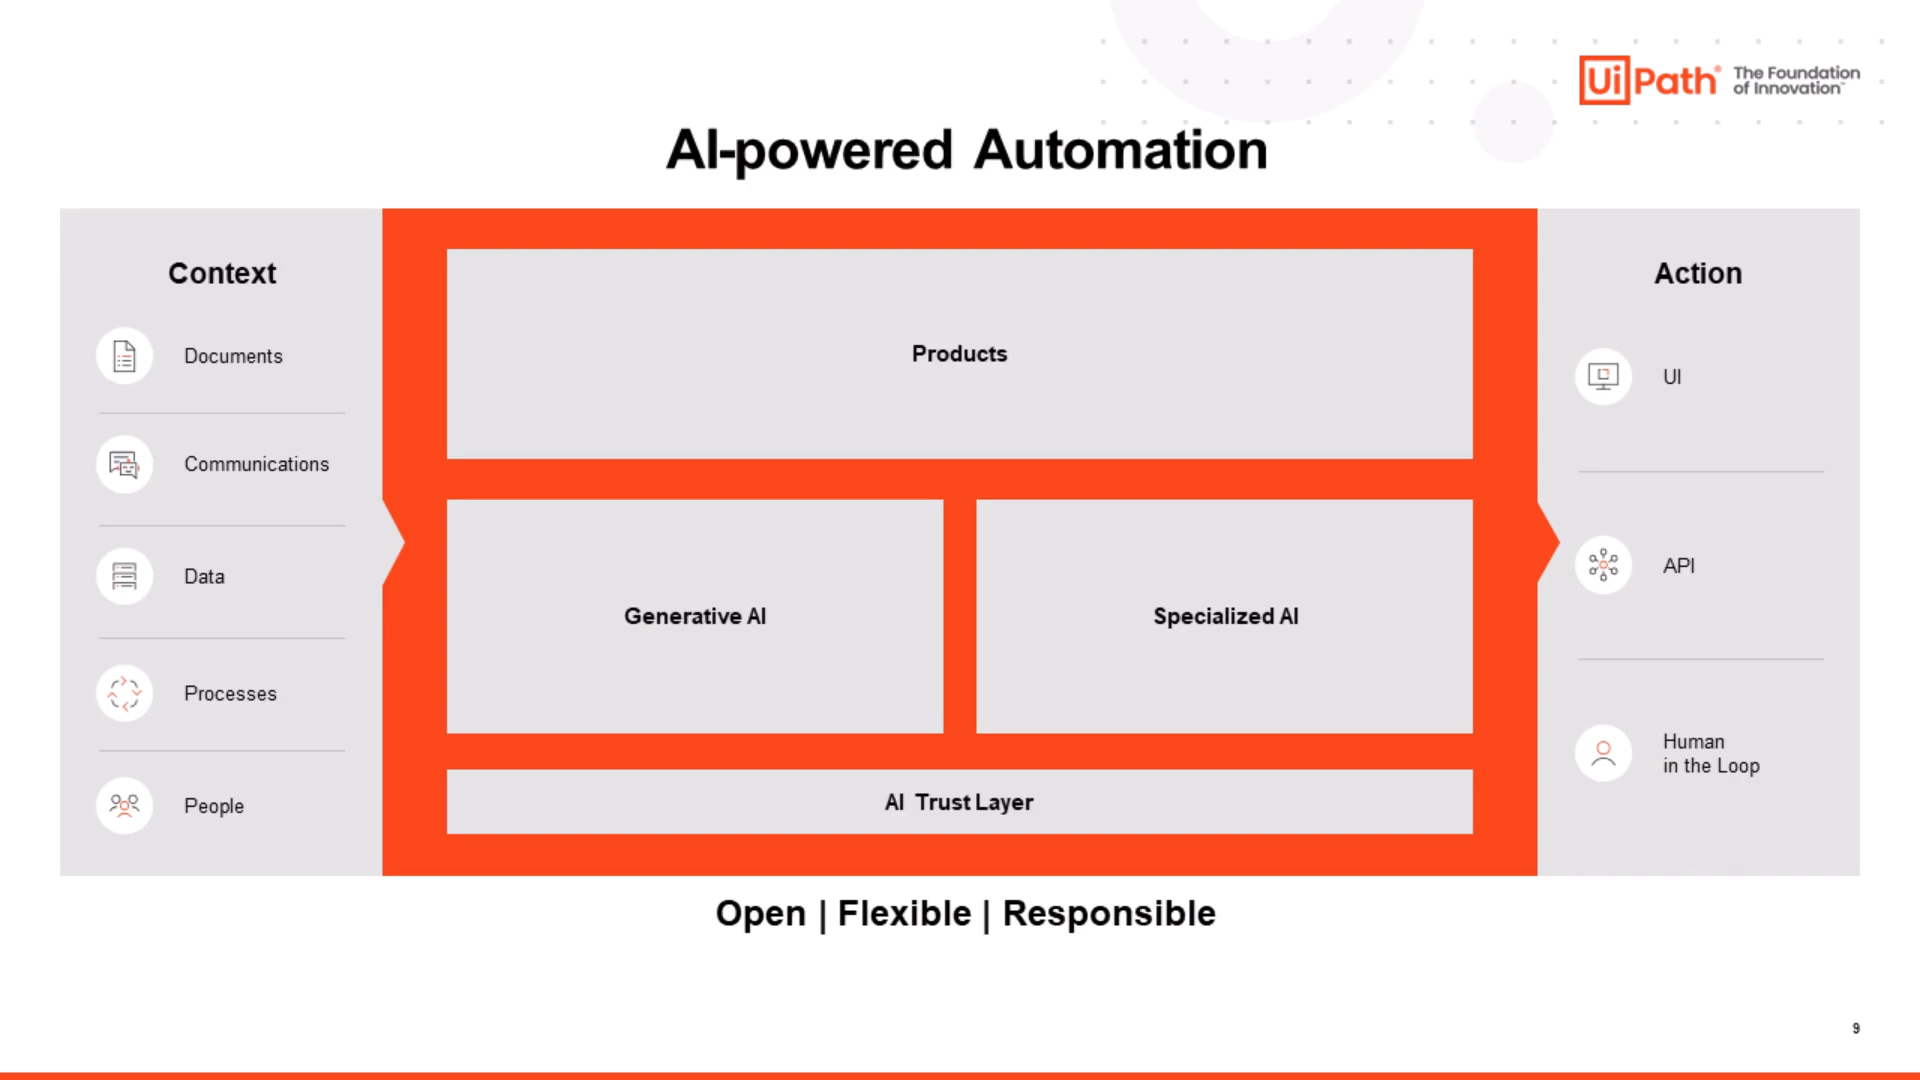 UiPath® The Foundation
of Innovation™
AI-powered Automation
Context
Documents
Communications
Data
Processes
People
Products
Generative AI
Specialized AI
AI Trust Layer
Action
UI
API
Human
in the Loop
Open | Flexible | Responsible
9